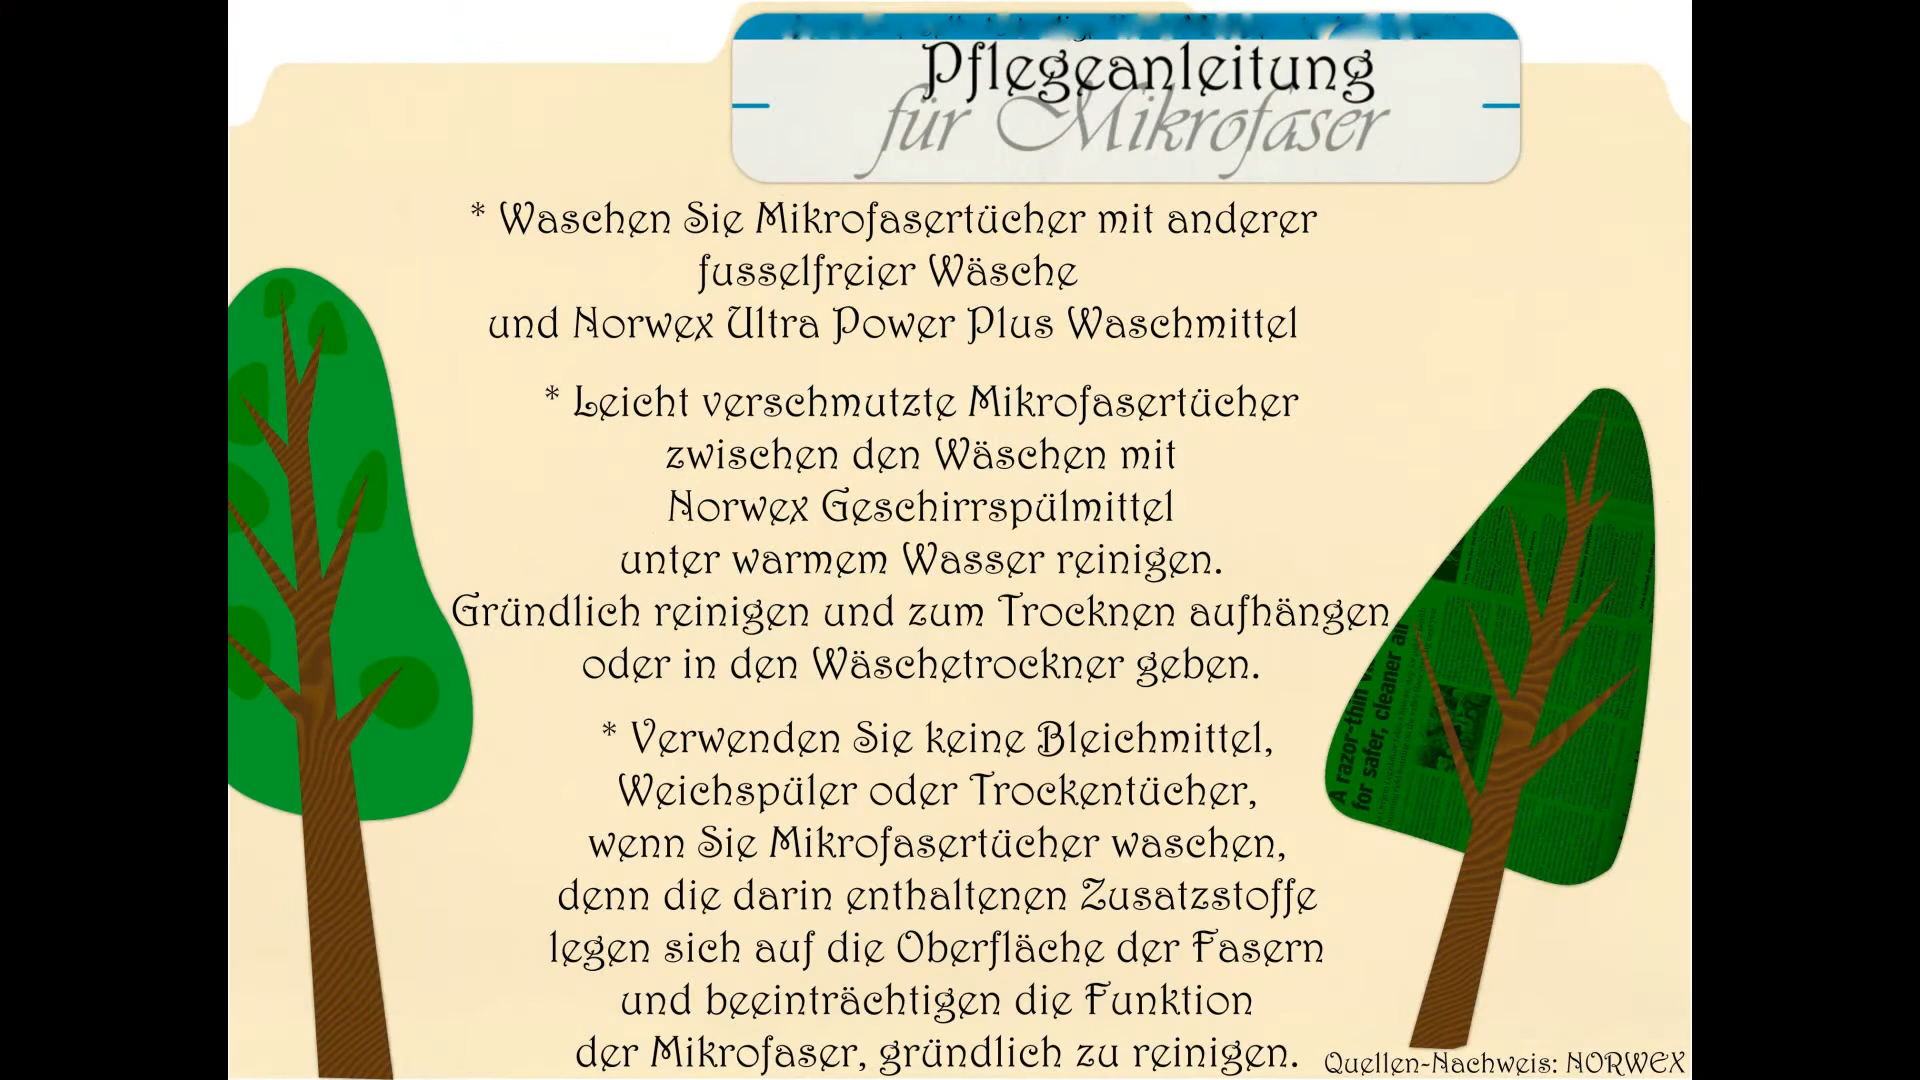 Pflegeanleitung
für Mikrofaser
* Waschen Sie Mikrofasertücher mit anderer
fusselfreier Wäsche
und Norwex Ultra Power Plus Waschmittel
* Leicht verschmutzte Mikrofasertücher
zwischen den Wäschen mit
Norwex Geschirrspülmittel
unter warmem Wasser reinigen.
Gründlich reinigen und zum Trocknen aufhängen
oder in den Wäschetrockner geben.
* Verwenden Sie keine Bleichmittel,
Weichspüler oder Trockentücher,
wenn Sie Mikrofasertücher waschen,
denn die darin enthaltenen Zusatzstoffe
legen sich auf die Oberfläche der Fasern
und beeinträchtigen die Funktion
der Mikrofaser, gründlich zu reinigen.
Quellen-Nachweis: NORWEX
A razor-thin
for safer, cleaner all